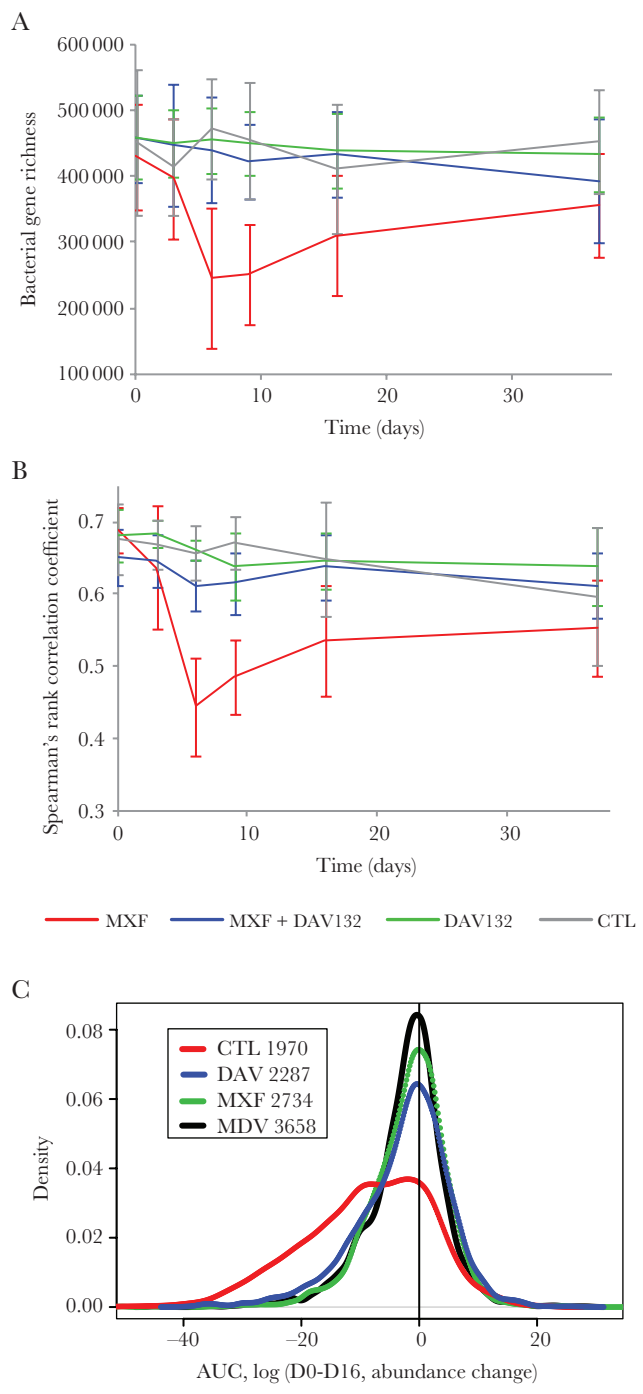 A
600 000
500 000
400 000
300 000
200 000
100 000
Bacterial gene richness
0 10 20 30
Time (days)
B
0.7
0.6
0.5
0.4
0.3
Spearman's rank correlation coefficient
0 10 20 30
Time (days)
MXF MXF + DAV132 DAV132 CTL
C
0.08
0.06
0.04
0.02
0.00
Density
CTL 1970
DAV 2287
MXF 2734
MDV 3658
−40 −20 0 20
AUC, log (D0-D16, abundance change)